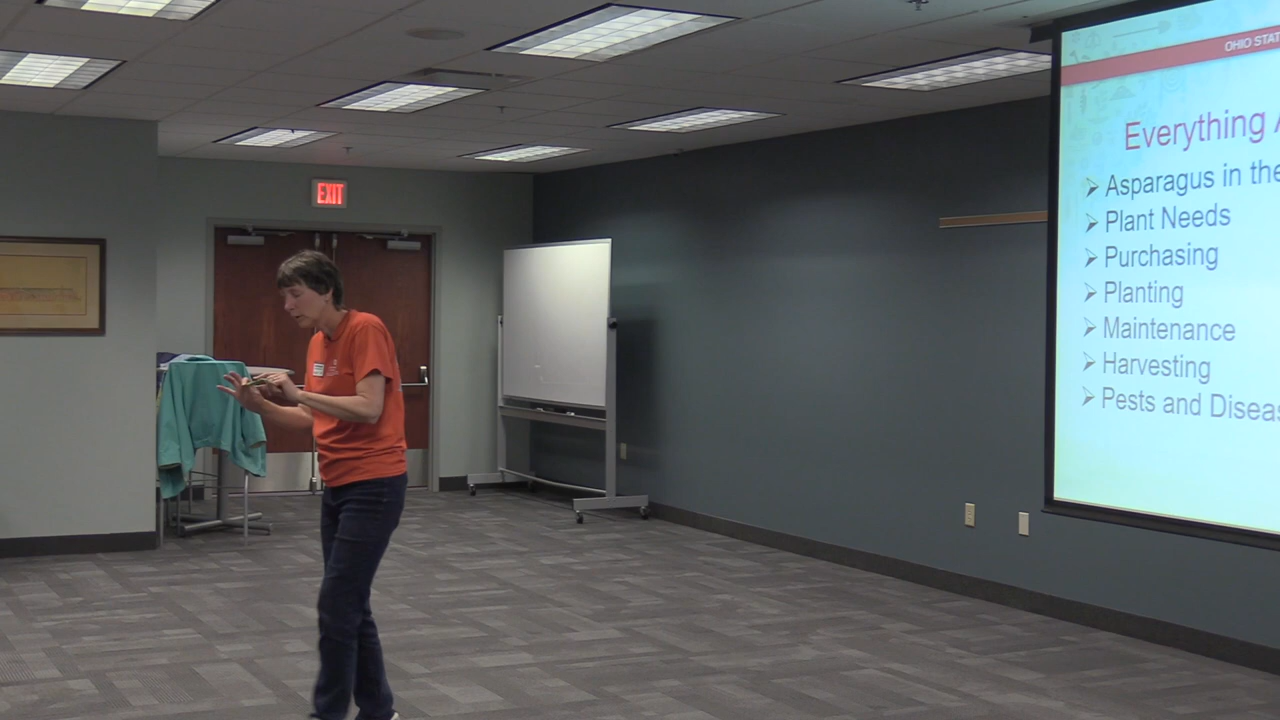 OHIO STAT
EXIT
Everything
Asparagus in the
Plant Needs
Purchasing
Planting
Maintenance
Harvesting
Pests and Diseas